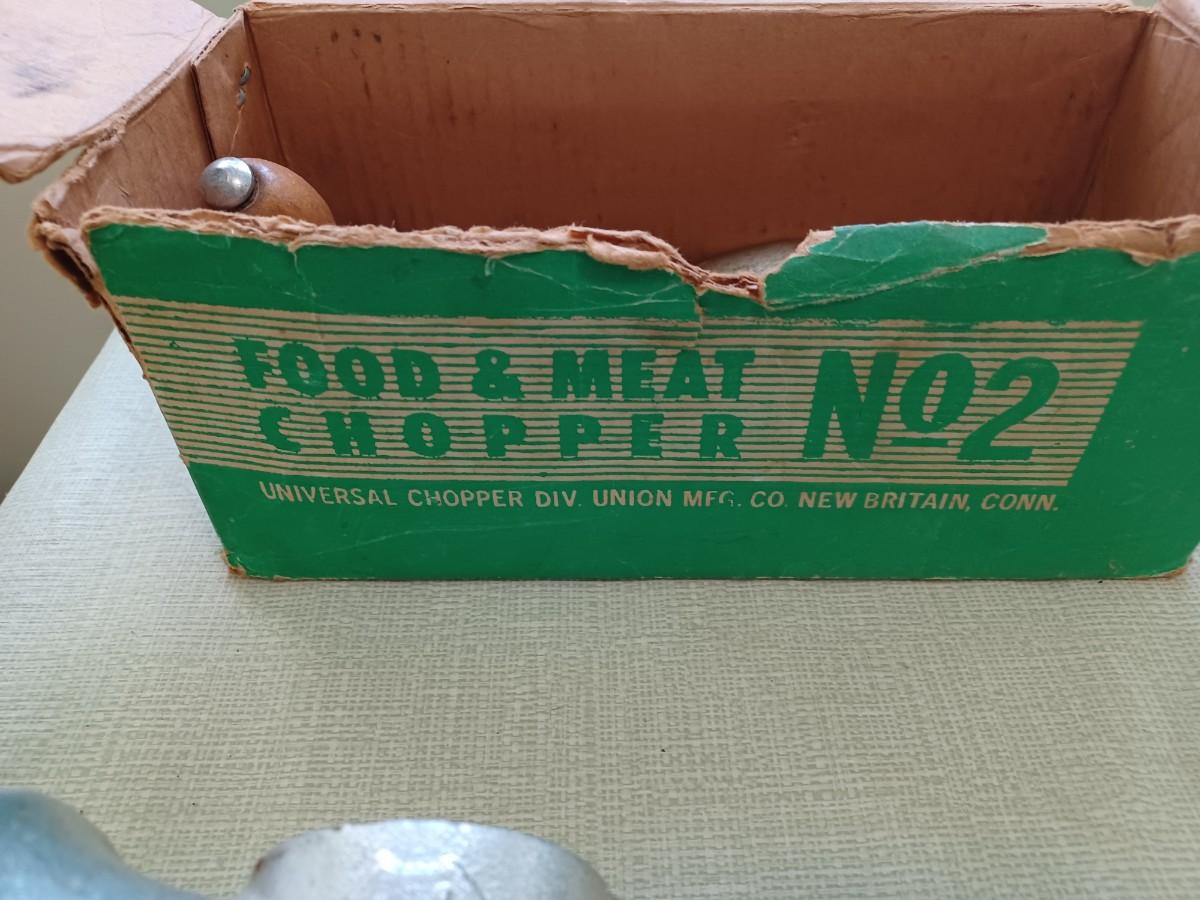 FOOD & MEAT
CHOPPER
Nº2
UNIVERSAL CHOPPER DIV. UNION MFG. CO. NEW BRITAIN, CONN.